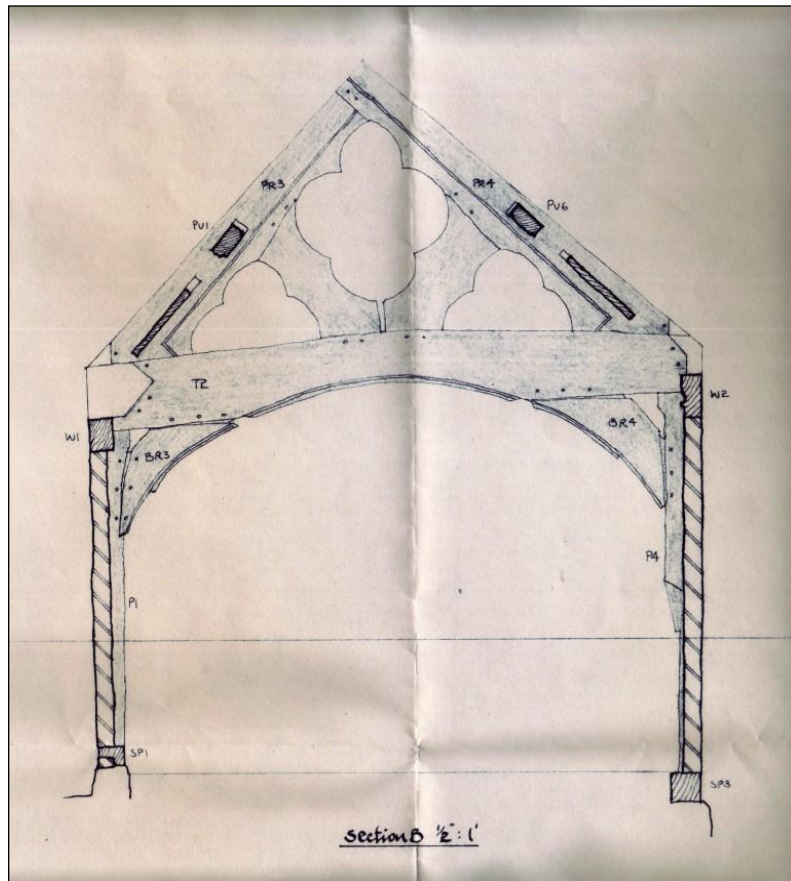 PR3
PR4
PU1
PU6
T2
W1
W2
BR3
BR4
P1
P4
SP1
SP3
Section B ½" : 1'